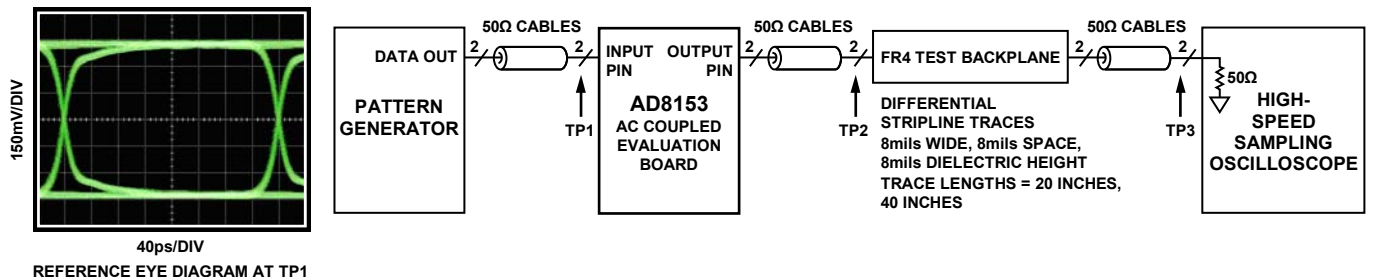 150mV/DIV
40ps/DIV
REFERENCE EYE DIAGRAM AT TP1
DATA OUT
PATTERN
GENERATOR
50Ω CABLES
2
2
TP1
INPUT
PIN
OUTPUT
PIN
AD8153
AC COUPLED
EVALUATION
BOARD
50Ω CABLES
2
2
TP2
FR4 TEST BACKPLANE
DIFFERENTIAL
STRIPLINE TRACES
8mils WIDE, 8mils SPACE,
8mils DIELECTRIC HEIGHT
TRACE LENGTHS = 20 INCHES,
40 INCHES
50Ω CABLES
2
2
TP3
50Ω
HIGH-
SPEED
SAMPLING
OSCILLOSCOPE